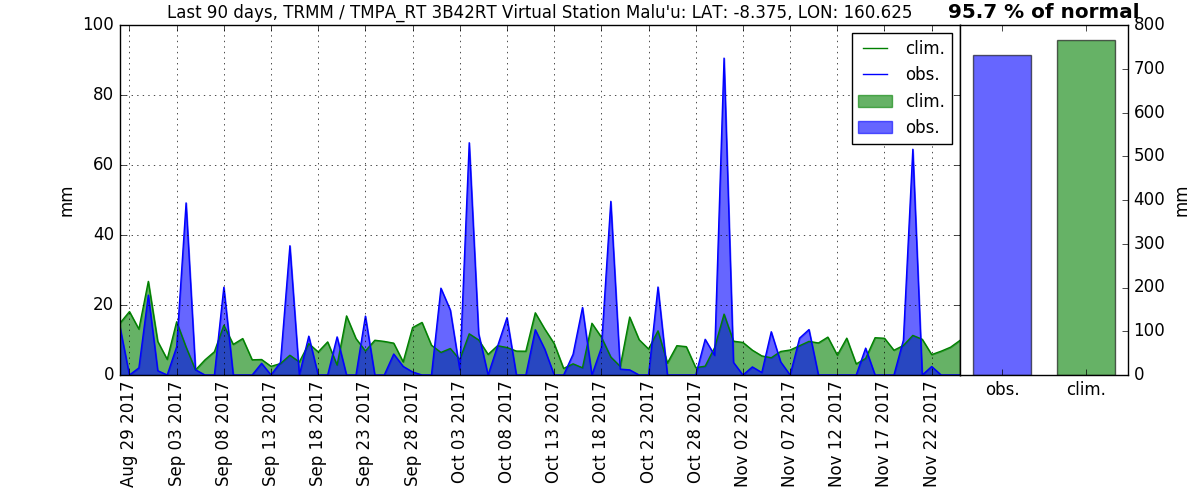 Last 90 days, TRMM / TMPA_RT 3B42RT Virtual Station Malu'u: LAT: -8.375, LON: 160.625
95.7 % of normal
100
80
60
40
20
0
mm
clim.
obs.
clim.
obs.
Aug 29 2017
Sep 03 2017
Sep 08 2017
Sep 13 2017
Sep 18 2017
Sep 23 2017
Sep 28 2017
Oct 03 2017
Oct 08 2017
Oct 13 2017
Oct 18 2017
Oct 23 2017
Oct 28 2017
Nov 02 2017
Nov 07 2017
Nov 12 2017
Nov 17 2017
Nov 22 2017
800
700
600
500
400
300
200
100
0
mm
obs.
clim.